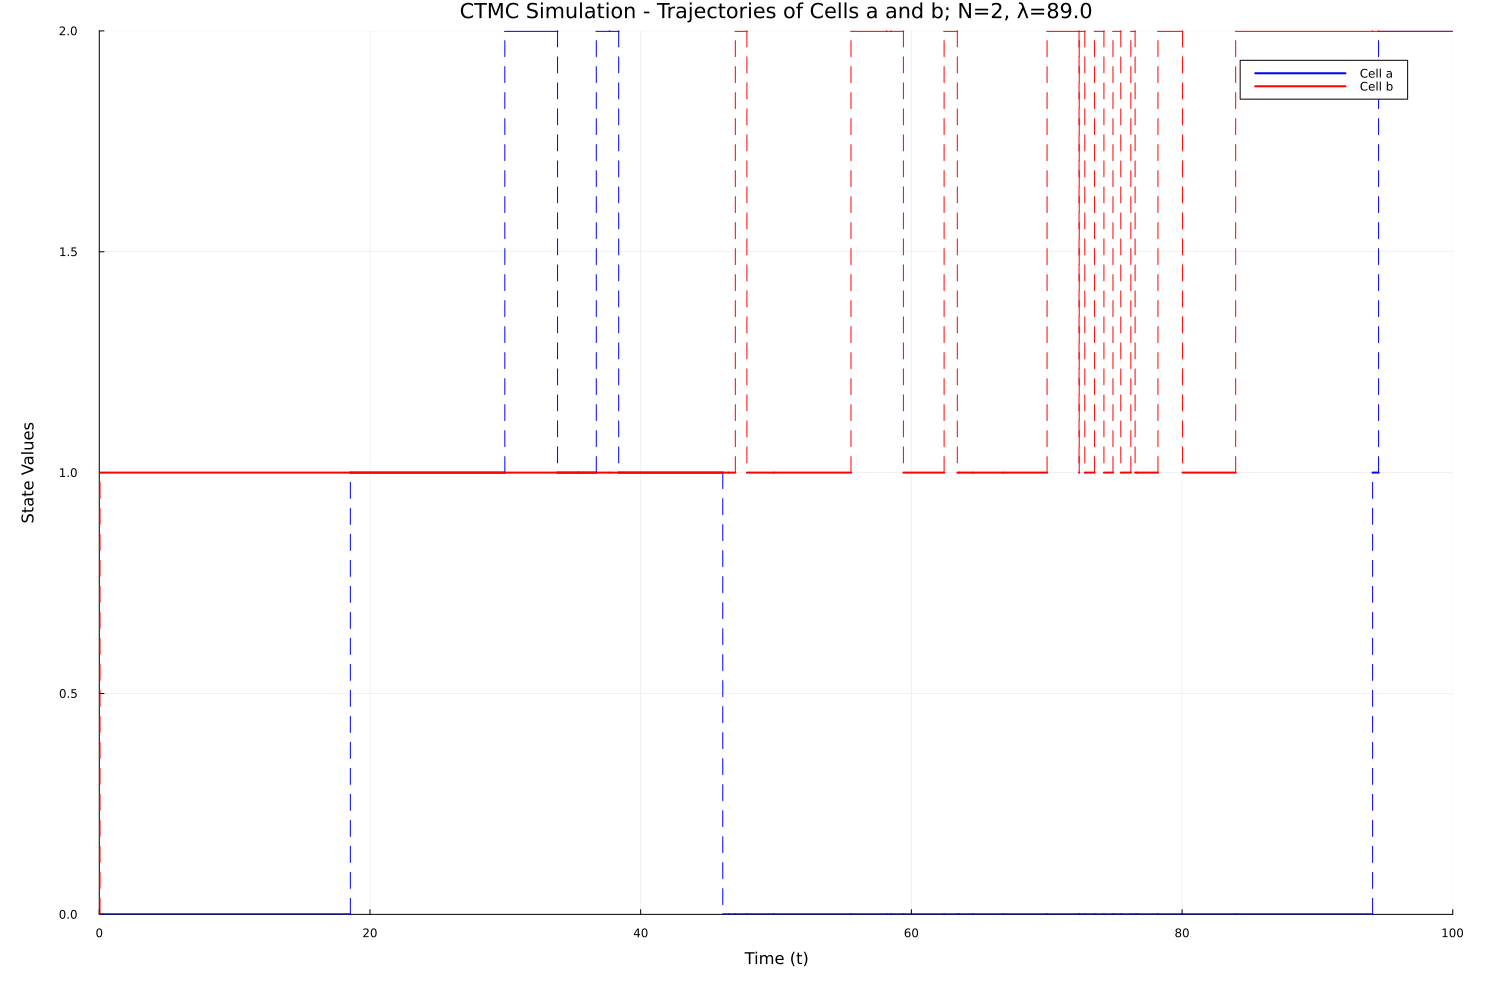 CTMC Simulation - Trajectories of Cells a and b; N=2, λ=89.0
2.0
Cell a
Cell b
1.5
State Values
1.0
0.5
0.0
0 20 40 60 80 100
Time (t)